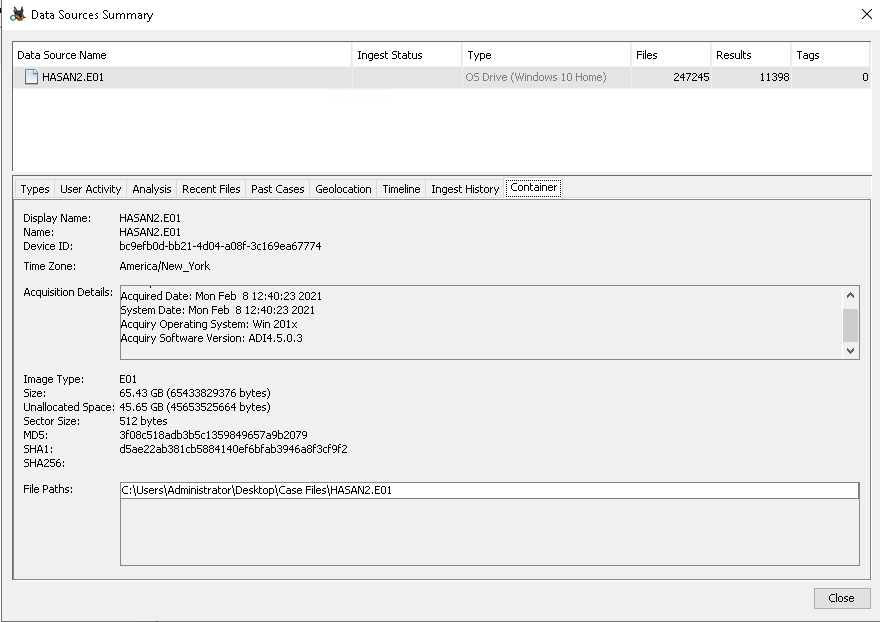 Data Sources Summary
Data Source Name Ingest Status Type Files Results Tags
HASAN2.E01 OS Drive (Windows 10 Home) 247245 11398 0
Types User Activity Analysis Recent Files Past Cases Geolocation Timeline Ingest History Container
Display Name: HASAN2.E01
Name: HASAN2.E01
Device ID: bc9efb0d-bb21-4d04-a08f-3c169ea67774
Time Zone: America/New_York
Acquisition Details:
Acquired Date: Mon Feb  8 12:40:23 2021
System Date: Mon Feb  8 12:40:23 2021
Acquiry Operating System: Win 201x
Acquiry Software Version: ADI4.5.0.3
Image Type: E01
Size: 65.43 GB (65433829376 bytes)
Unallocated Space: 45.65 GB (45653525664 bytes)
Sector Size: 512 bytes
MD5: 3f08c518adb3b5c1359849657a9b2079
SHA1: d5ae22ab381cb5884140ef6bfab3946a8f3cf9f2
SHA256:
File Paths: C:\Users\Administrator\Desktop\Case Files\HASAN2.E01
Close